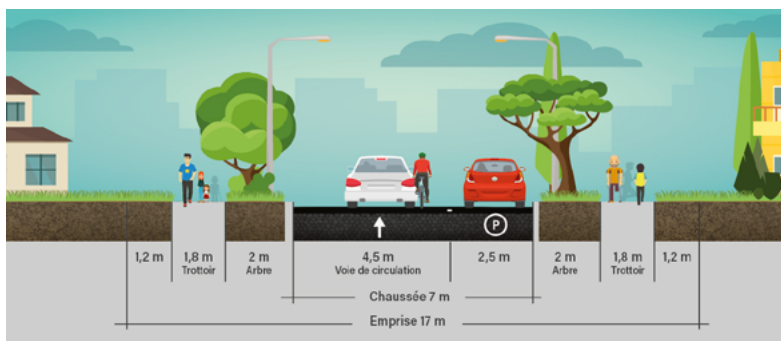 P
1,2 m
1,8 m
Trottoir
2 m
Arbre
4,5 m
Voie de circulation
2,5 m
2 m
Arbre
1,8 m
Trottoir
1,2 m
Chaussée 7 m
Emprise 17 m